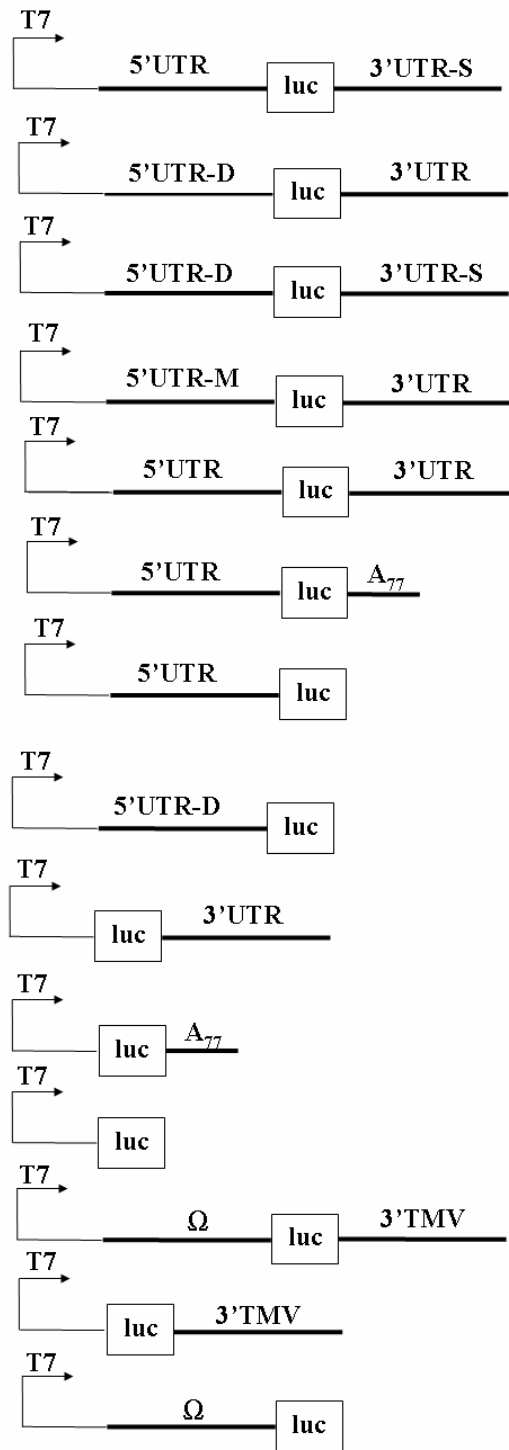 T7
5’UTR luc 3’UTR-S
T7
5’UTR-D luc 3’UTR
T7
5’UTR-D luc 3’UTR-S
T7
5’UTR-M luc 3’UTR
T7
5’UTR luc 3’UTR
T7
5’UTR luc A77
T7
5’UTR luc
T7
5’UTR-D luc
T7
luc 3’UTR
T7
luc A77
T7
luc
T7
Ω luc 3’TMV
T7
luc 3’TMV
T7
Ω luc